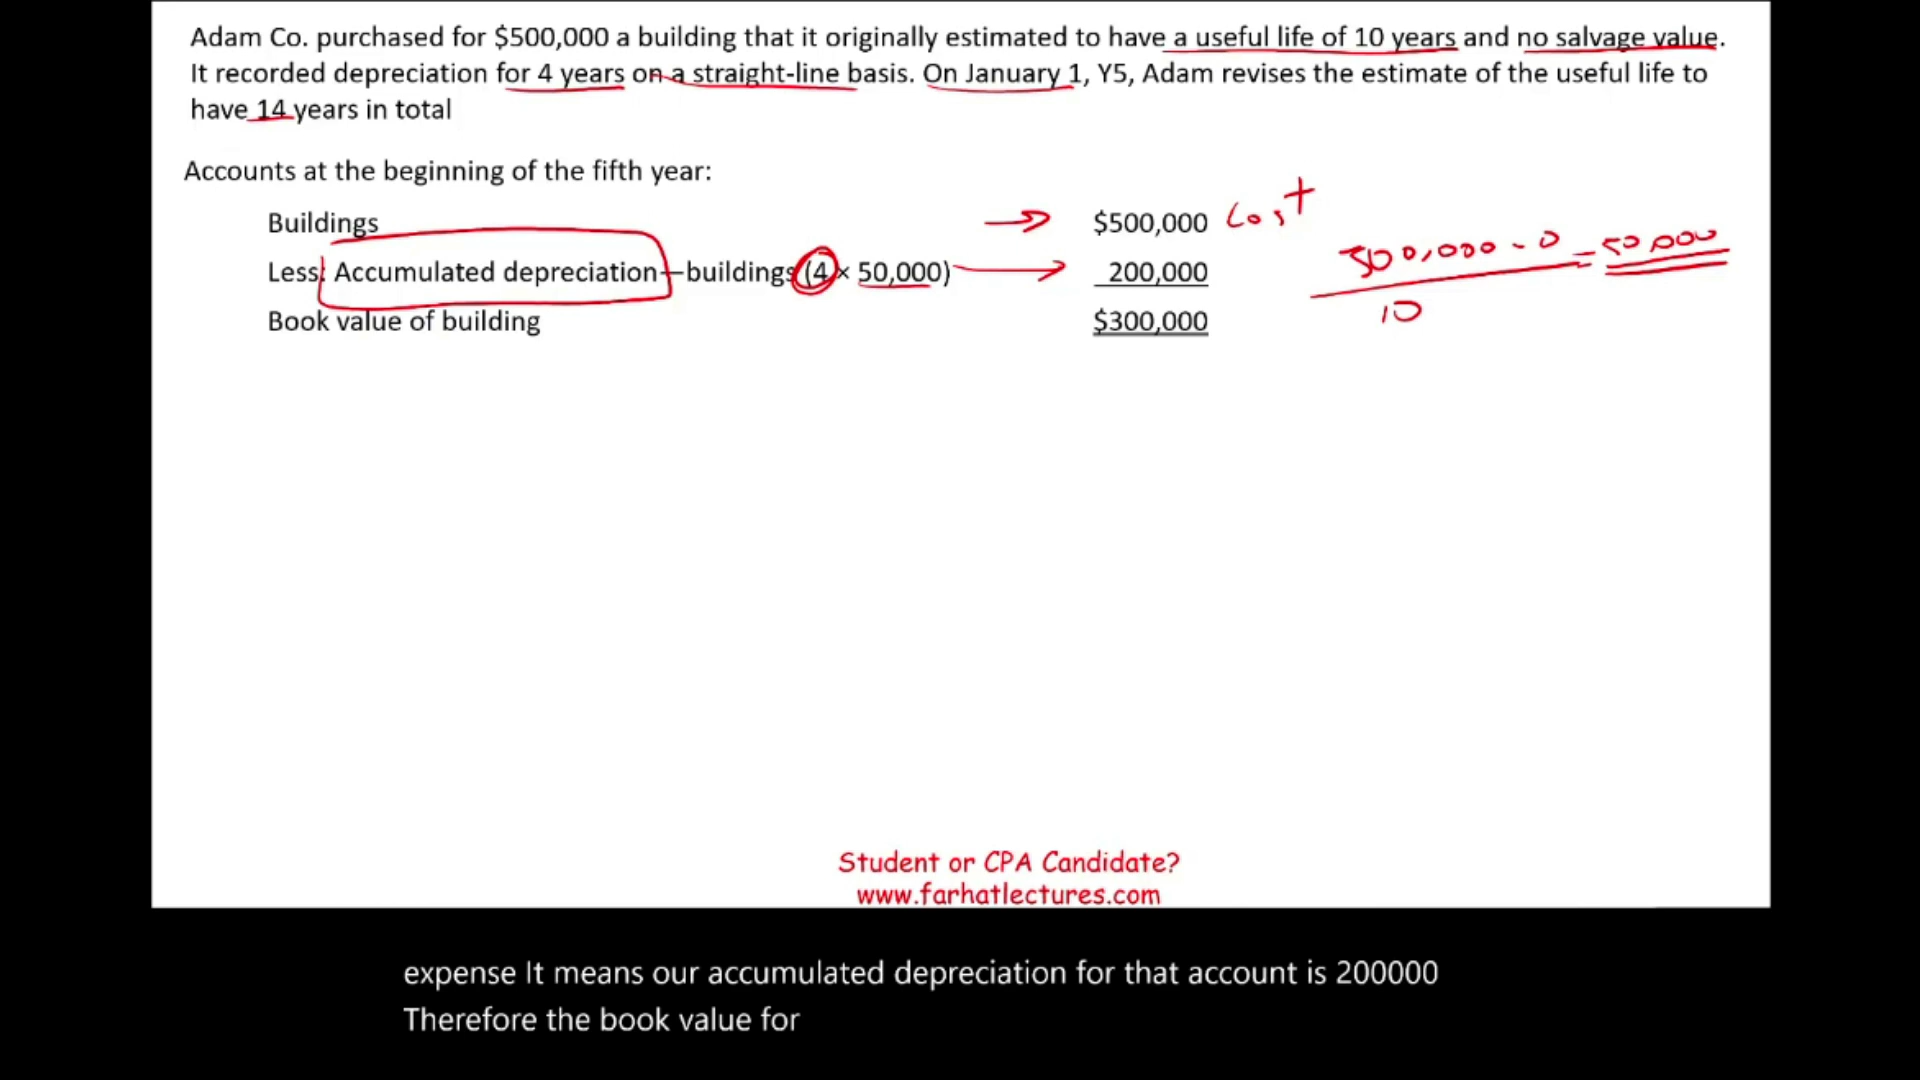 Adam Co. purchased for $500,000 a building that it originally estimated to have a useful life of 10 years and no salvage value.
It recorded depreciation for 4 years on a straight-line basis. On January 1, Y5, Adam revises the estimate of the useful life to
have 14 years in total
Accounts at the beginning of the fifth year:
Buildings $500,000 Cost
Less: Accumulated depreciation—buildings (4 × 50,000) 200,000
Book value of building $300,000
500,000 - 0 = 50,000
10
Student or CPA Candidate?
www.farhatlectures.com
expense It means our accumulated depreciation for that account is 200000
Therefore the book value for